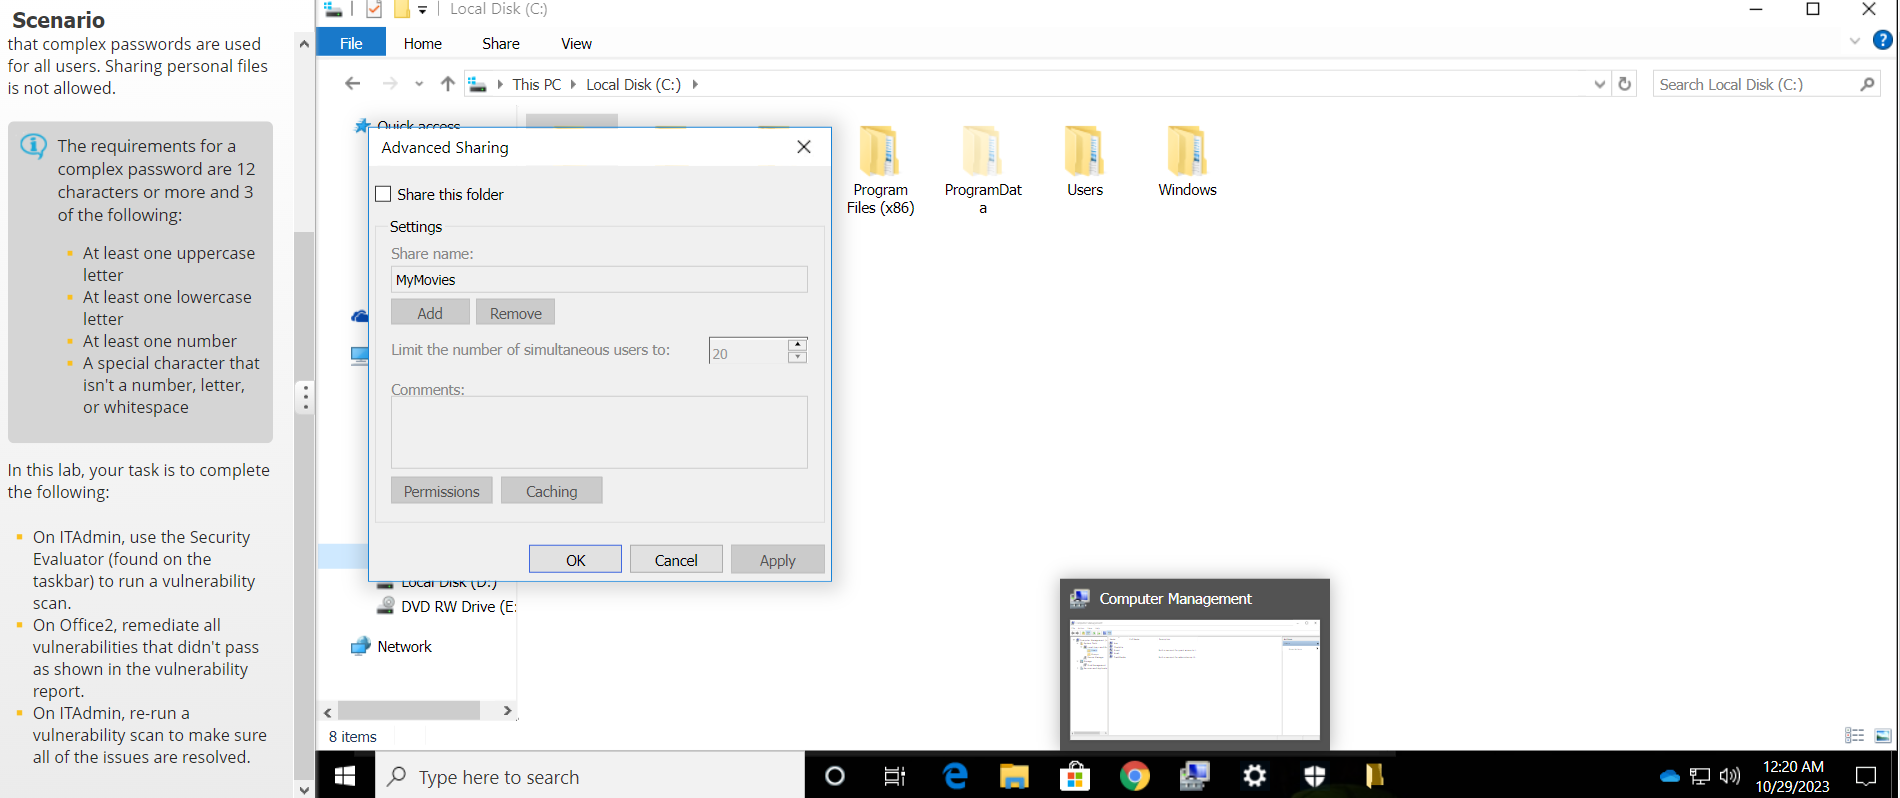 Scenario
that complex passwords are used
for all users. Sharing personal files
is not allowed.
The requirements for a
complex password are 12
characters or more and 3
of the following:
At least one uppercase
letter
At least one lowercase
letter
At least one number
A special character that
isn't a number, letter,
or whitespace
In this lab, your task is to complete
the following:
On ITAdmin, use the Security
Evaluator (found on the
taskbar) to run a vulnerability
scan.
On Office2, remediate all
vulnerabilities that didn't pass
as shown in the vulnerability
report.
On ITAdmin, re-run a
vulnerability scan to make sure
all of the issues are resolved.
Local Disk (C:)
File Home Share View
This PC Local Disk (C:)
Search Local Disk (C:)
Quick access
Advanced Sharing
Share this folder
Settings
Share name:
MyMovies
Add Remove
Limit the number of simultaneous users to: 20
Comments:
Permissions Caching
OK Cancel Apply
Program
Files (x86)
ProgramDat
a
Users
Windows
Local Disk (D:)
DVD RW Drive (E:
Network
8 items
Computer Management
Type here to search
12:20 AM
10/29/2023